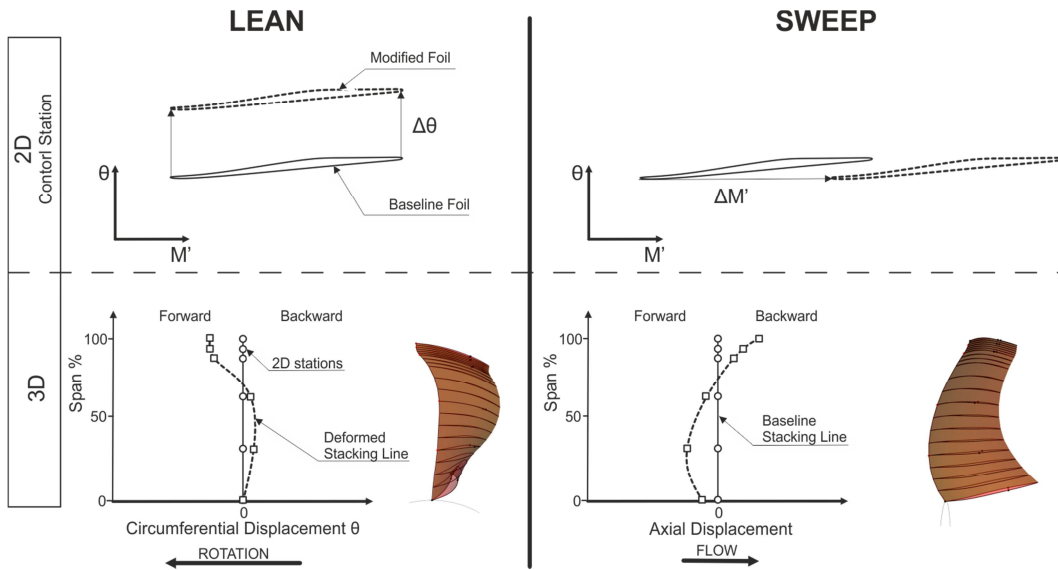 LEAN
SWEEP
2D
Contorl Station
Modified Foil
Δθ
θ
Baseline Foil
M'
θ
ΔM'
M'
3D
Forward
Backward
100
Span %
2D stations
50
Deformed
Stacking Line
0
0
Circumferential Displacement θ
ROTATION
Forward
Backward
100
Span %
50
Baseline
Stacking Line
0
0
Axial Displacement
FLOW